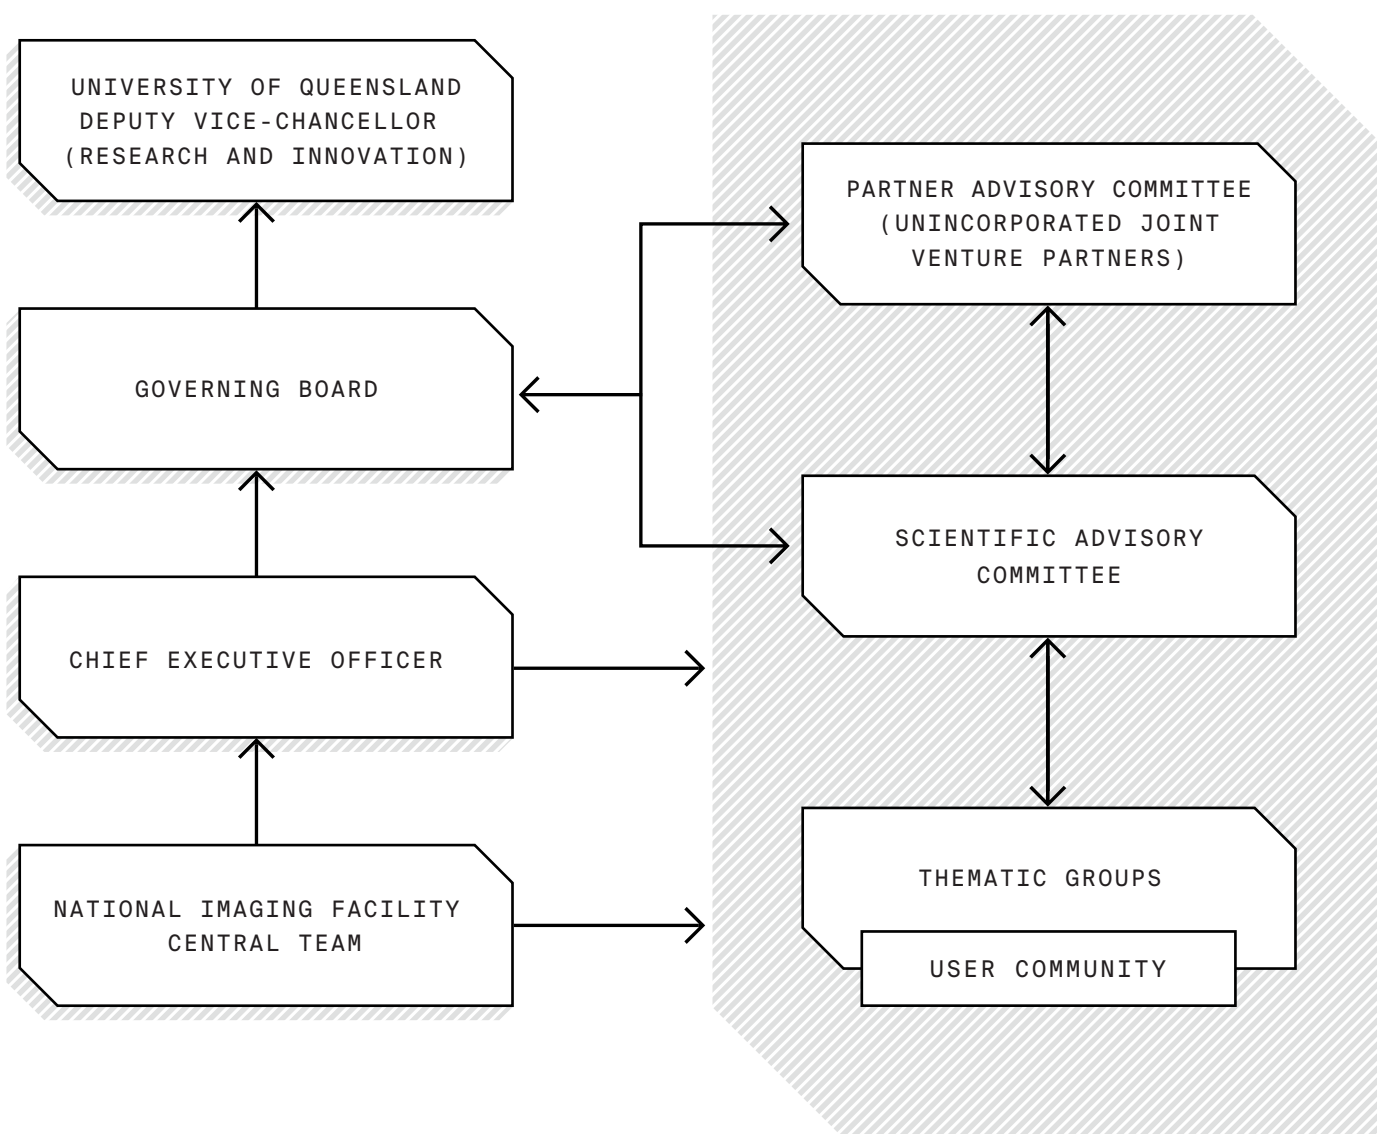 UNIVERSITY OF QUEENSLAND
DEPUTY VICE-CHANCELLOR
(RESEARCH AND INNOVATION)
GOVERNING BOARD
CHIEF EXECUTIVE OFFICER
NATIONAL IMAGING FACILITY
CENTRAL TEAM
PARTNER ADVISORY COMMITTEE
(UNINCORPORATED JOINT
VENTURE PARTNERS)
SCIENTIFIC ADVISORY
COMMITTEE
THEMATIC GROUPS
USER COMMUNITY